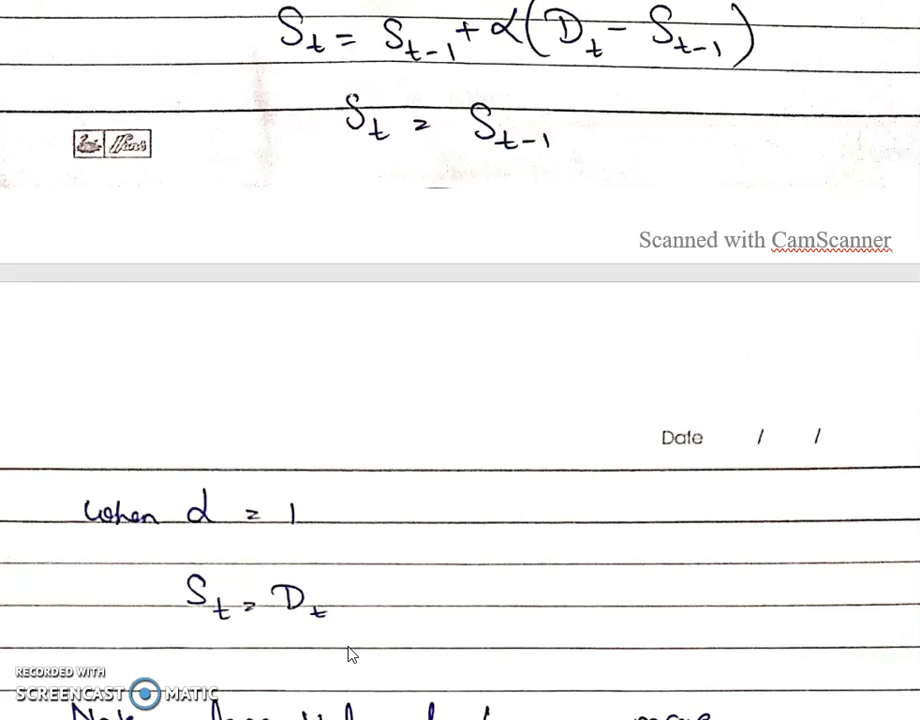 S_t = S_{t-1} + α(D_t - S_{t-1})
S_t = S_{t-1}
Scanned with CamScanner
Date / /
when α = 1
S_t = D_t
RECORDED WITH
SCREENCAST MATIC